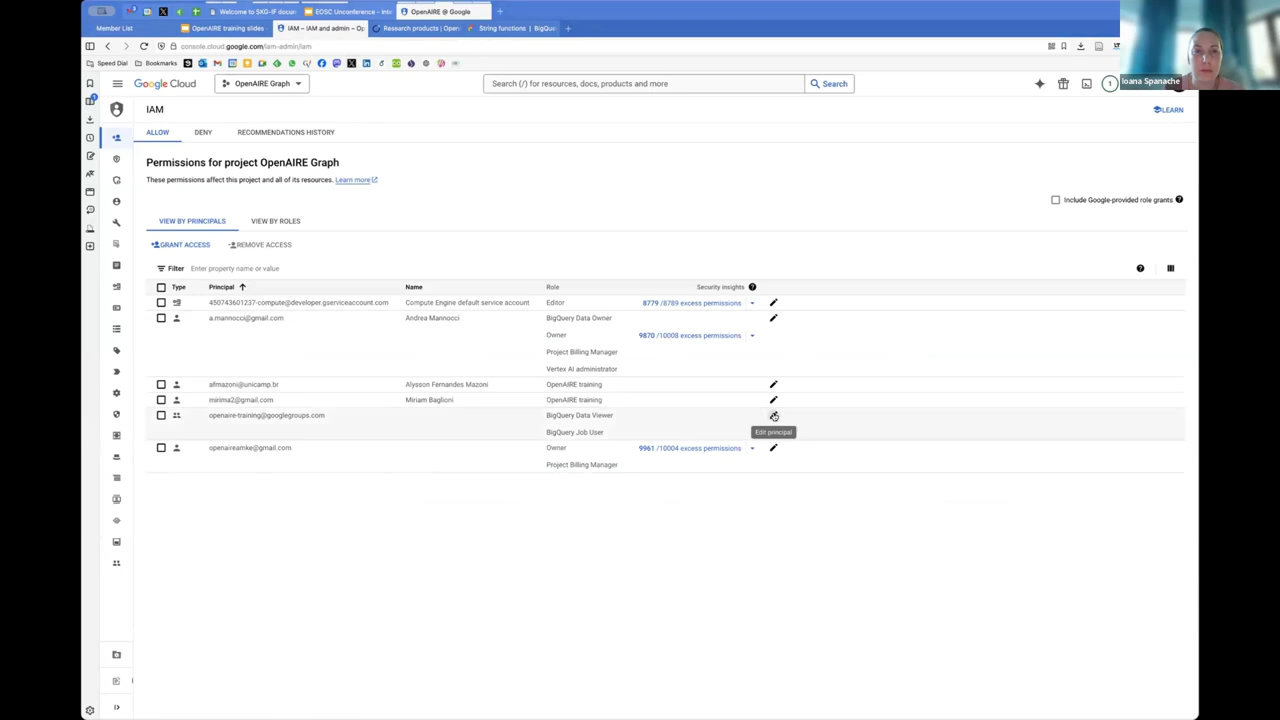 Welcome to SKG-IF docu
EOSC Unconference - Int
OpenAIRE @ Google
Member List
OpenAIRE training slides
IAM – IAM and admin – Op
Research products | Open
String functions | BigQue
console.cloud.google.com/iam-admin/iam
Speed Dial
Bookmarks
Ioana Spanache
Google Cloud
OpenAIRE Graph
Search (/) for resources, docs, products and more
Search
1
IAM
LEARN
ALLOW
DENY
RECOMMENDATIONS HISTORY
Permissions for project OpenAIRE Graph
These permissions affect this project and all of its resources. Learn more
Include Google-provided role grants
VIEW BY PRINCIPALS
VIEW BY ROLES
GRANT ACCESS
REMOVE ACCESS
Filter Enter property name or value
Type Principal Name Role Security insights
450743601237-compute@developer.gserviceaccount.com Compute Engine default service account Editor 8779 /8789 excess permissions
a.mannocci@gmail.com Andrea Mannocci BigQuery Data Owner
Owner 9870 /10008 excess permissions
Project Billing Manager
Vertex AI administrator
afmazoni@unicamp.br Alysson Fernandes Mazoni OpenAIRE training
mirima2@gmail.com Miriam Baglioni OpenAIRE training
openaire-training@googlegroups.com BigQuery Data Viewer
BigQuery Job User
Edit principal
openaireamke@gmail.com Owner 9961 /10004 excess permissions
Project Billing Manager